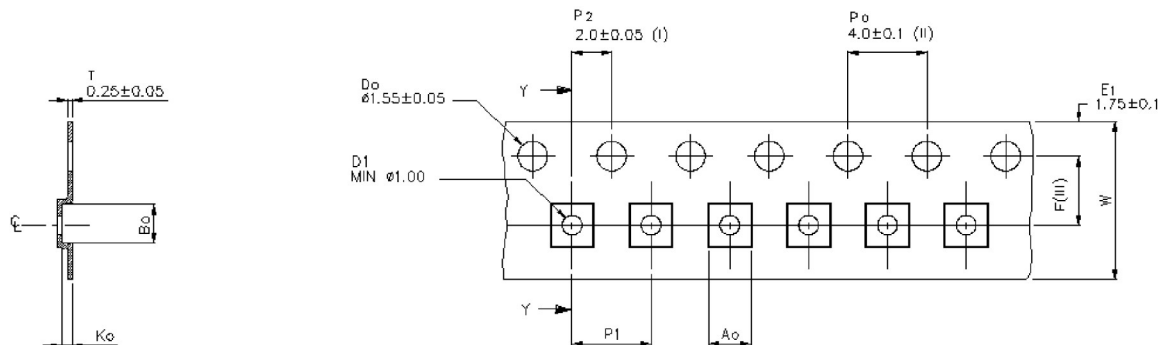 T
0.25±0.05
℄
Bo
Ko
P2
2.0±0.05 (I)
Po
4.0±0.1 (II)
Y
Do
ø1.55±0.05
E1
1.75±0.1
D1
MIN ø1.00
F(III)
W
Y
P1
Ao